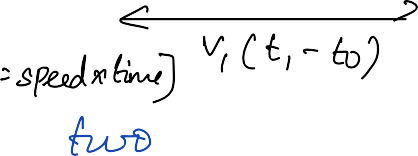 v₁(t₁ - t₀)
=speed×time]
two